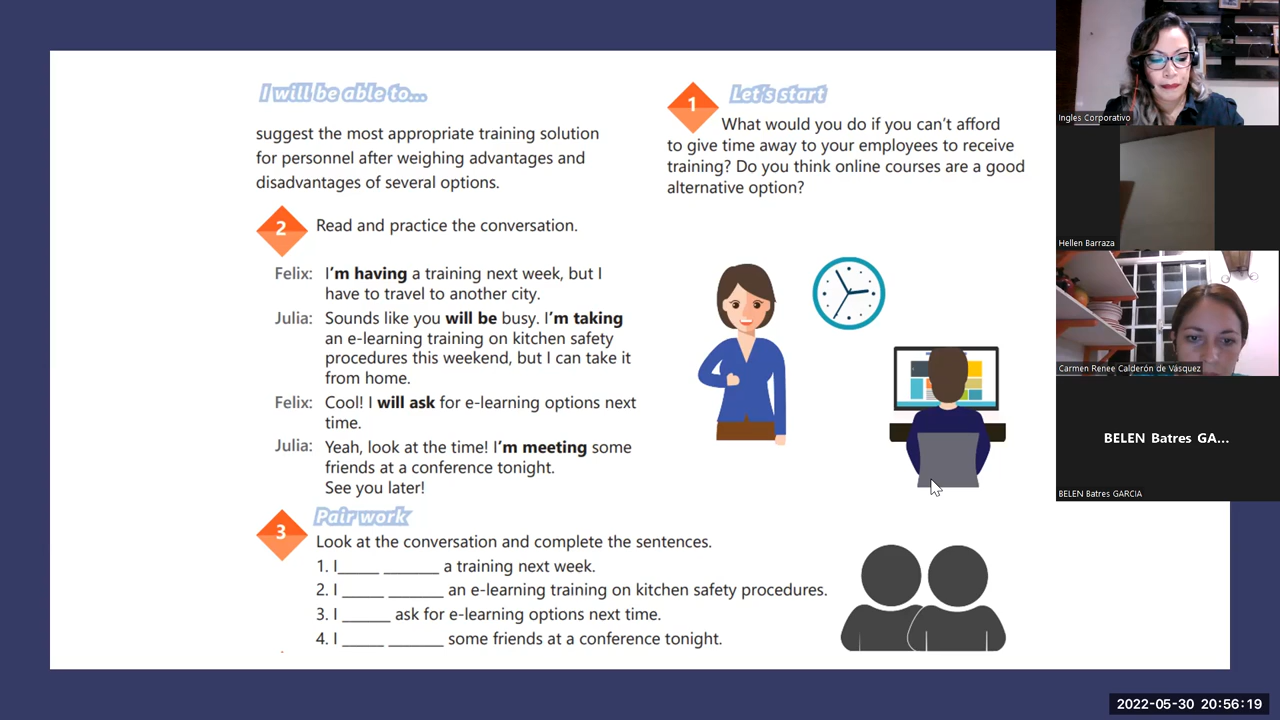 I will be able to...
suggest the most appropriate training solution
for personnel after weighing advantages and
disadvantages of several options.
1
Let's start
What would you do if you can't afford
to give time away to your employees to receive
training? Do you think online courses are a good
alternative option?
2
Read and practice the conversation.
Felix: I'm having a training next week, but I
have to travel to another city.
Julia: Sounds like you will be busy. I'm taking
an e-learning training on kitchen safety
procedures this weekend, but I can take it
from home.
Felix: Cool! I will ask for e-learning options next
time.
Julia: Yeah, look at the time! I'm meeting some
friends at a conference tonight.
See you later!
3
Pair work
Look at the conversation and complete the sentences.
1. I_____ _______ a training next week.
2. I _____ _______ an e-learning training on kitchen safety procedures.
3. I ______ ask for e-learning options next time.
4. I _____ _______ some friends at a conference tonight.
Ingles Corporativo
Hellen Barraza
Carmen Renee Calderón de Vásquez
BELEN Batres GA...
BELEN Batres GARCIA
2022-05-30 20:56:19